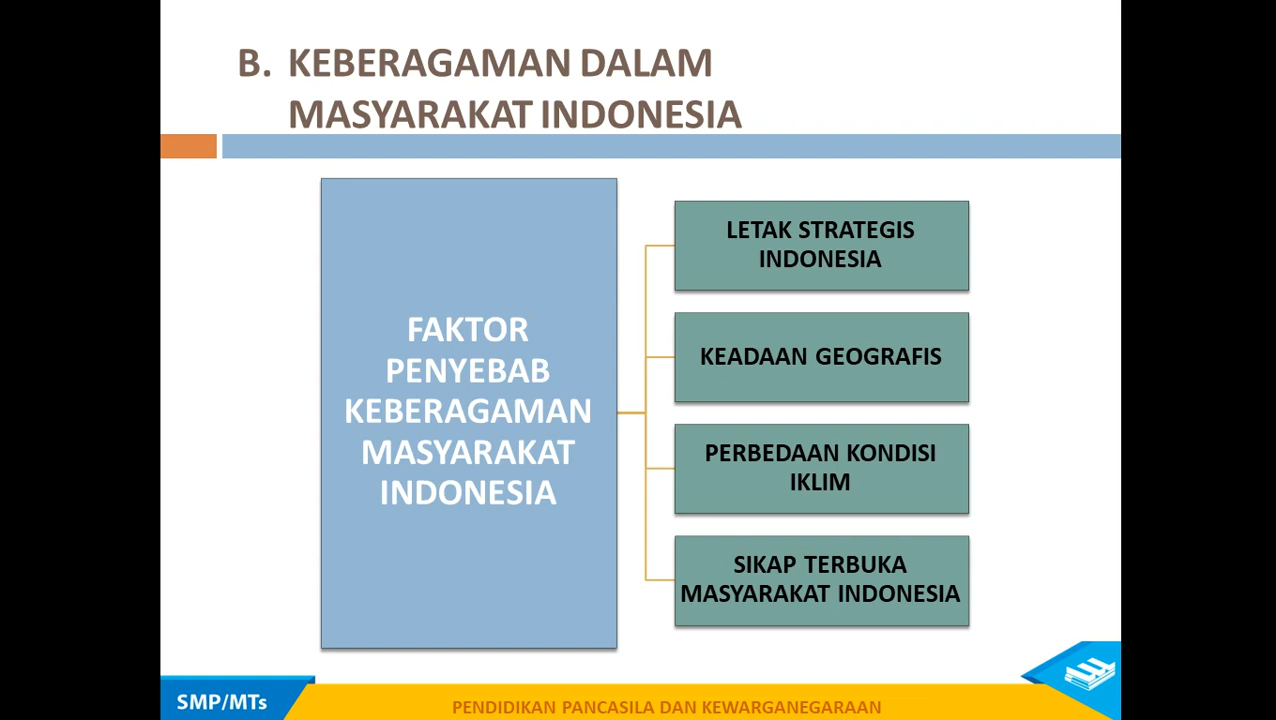 B. KEBERAGAMAN DALAM
MASYARAKAT INDONESIA
FAKTOR
PENYEBAB
KEBERAGAMAN
MASYARAKAT
INDONESIA
LETAK STRATEGIS
INDONESIA
KEADAAN GEOGRAFIS
PERBEDAAN KONDISI
IKLIM
SIKAP TERBUKA
MASYARAKAT INDONESIA
SMP/MTs
PENDIDIKAN PANCASILA DAN KEWARGANEGARAAN